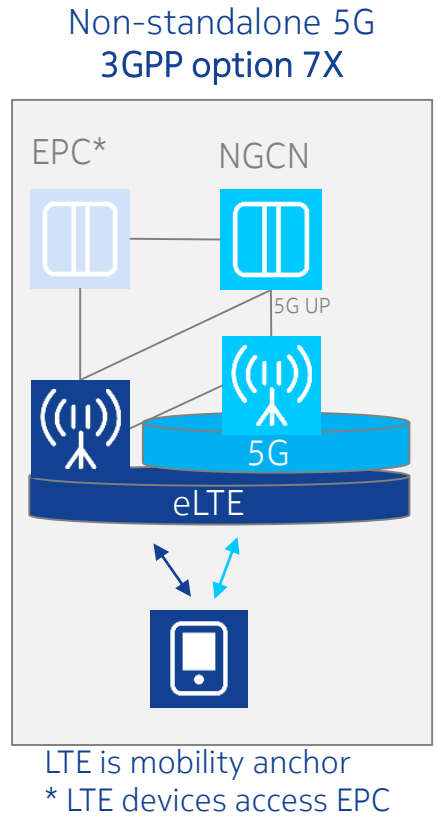 Non-standalone 5G
3GPP option 7X
EPC* NGCN
5G UP
5G
eLTE
LTE is mobility anchor
* LTE devices access EPC